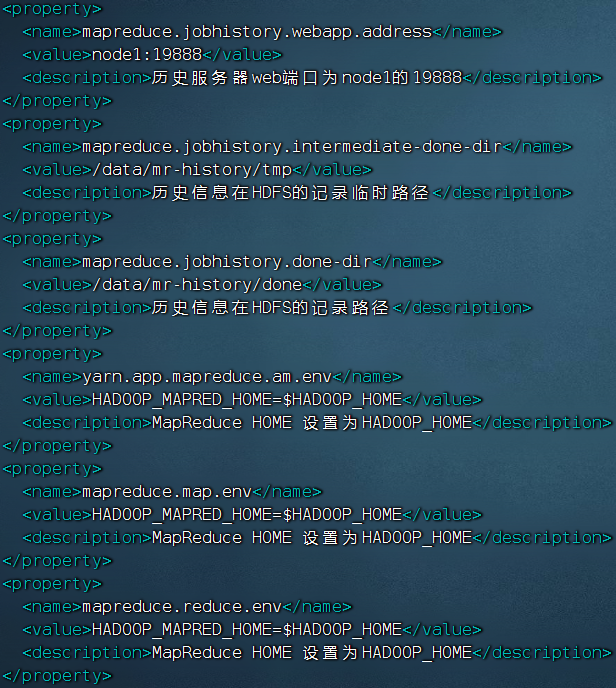 <property>
  <name>mapreduce.jobhistory.webapp.address</name>
  <value>node1:19888</value>
  <description>历史服务器web端口为node1的19888</description>
</property>
<property>
  <name>mapreduce.jobhistory.intermediate-done-dir</name>
  <value>/data/mr-history/tmp</value>
  <description>历史信息在HDFS的记录临时路径</description>
</property>
<property>
  <name>mapreduce.jobhistory.done-dir</name>
  <value>/data/mr-history/done</value>
  <description>历史信息在HDFS的记录路径</description>
</property>
<property>
  <name>yarn.app.mapreduce.am.env</name>
  <value>HADOOP_MAPRED_HOME=$HADOOP_HOME</value>
  <description>MapReduce HOME 设置为HADOOP_HOME</description>
</property>
<property>
  <name>mapreduce.map.env</name>
  <value>HADOOP_MAPRED_HOME=$HADOOP_HOME</value>
  <description>MapReduce HOME 设置为HADOOP_HOME</description>
</property>
<property>
  <name>mapreduce.reduce.env</name>
  <value>HADOOP_MAPRED_HOME=$HADOOP_HOME</value>
  <description>MapReduce HOME 设置为HADOOP_HOME</description>
</property>